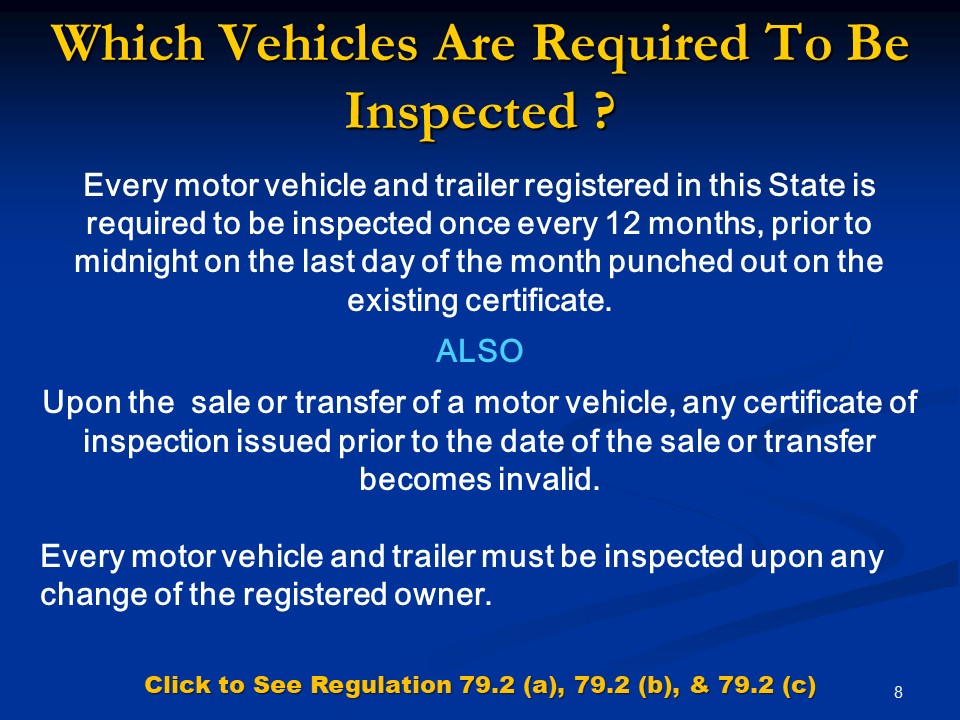 Which Vehicles Are Required To Be
Inspected ?
Every motor vehicle and trailer registered in this State is
required to be inspected once every 12 months, prior to
midnight on the last day of the month punched out on the
existing certificate.
ALSO
Upon the  sale or transfer of a motor vehicle, any certificate of
inspection issued prior to the date of the sale or transfer
becomes invalid.
Every motor vehicle and trailer must be inspected upon any
change of the registered owner.
Click to See Regulation 79.2 (a), 79.2 (b), & 79.2 (c)
8